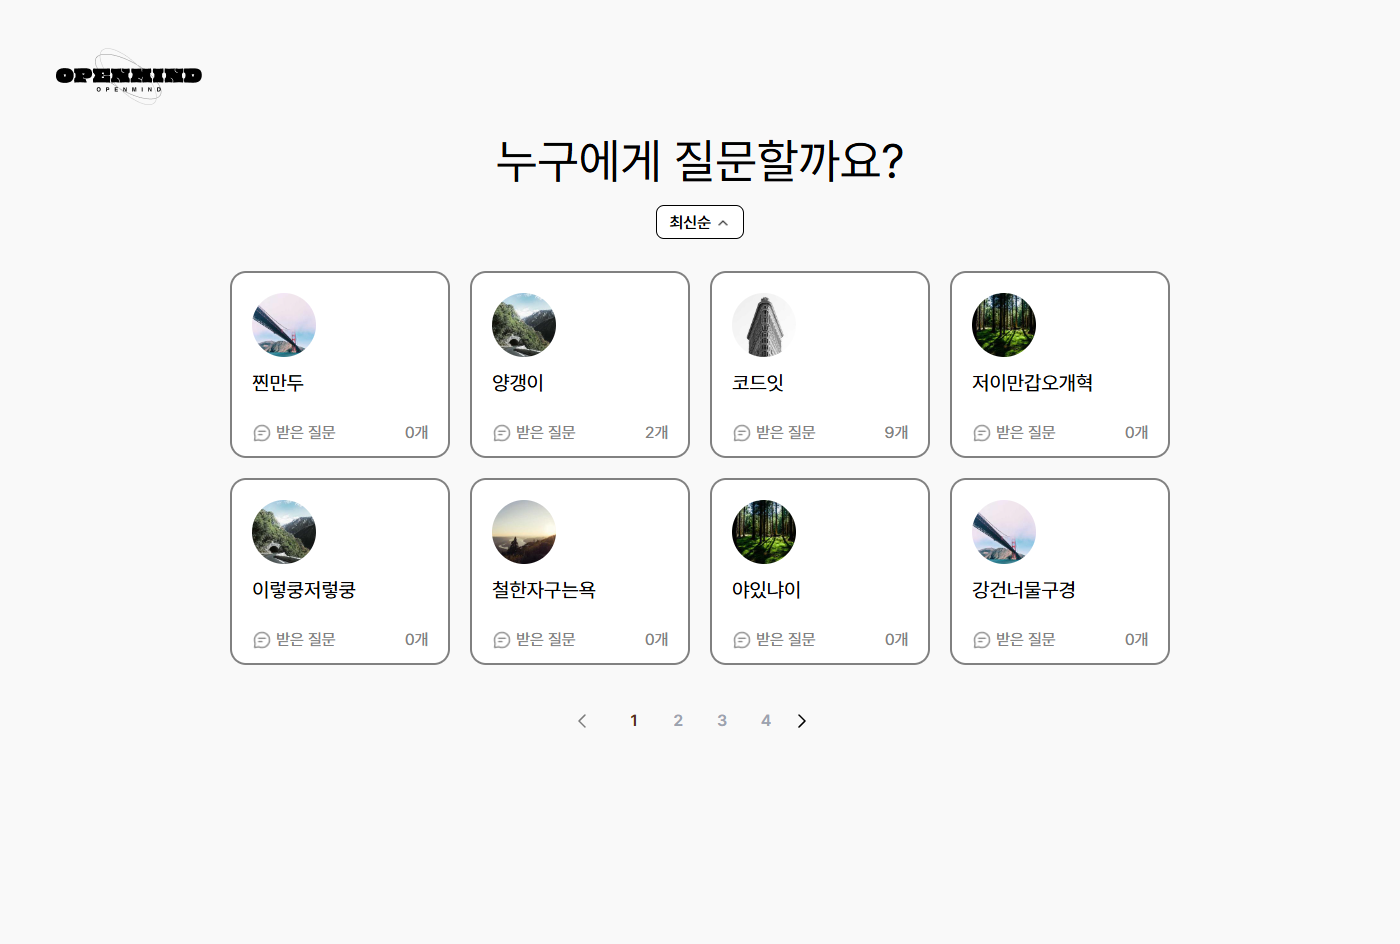 OPENMIND
OPENMIND
누구에게 질문할까요?
최신순
찐만두
받은 질문 0개
양갱이
받은 질문 2개
코드잇
받은 질문 9개
저이만갑오개혁
받은 질문 0개
이렇쿵저렇쿵
받은 질문 0개
철한자구는욕
받은 질문 0개
야있냐이
받은 질문 0개
강건너물구경
받은 질문 0개
1 2 3 4